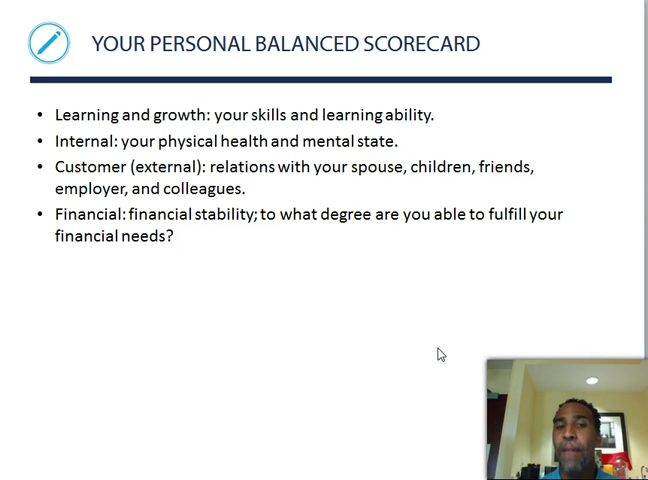 YOUR PERSONAL BALANCED SCORECARD
• Learning and growth: your skills and learning ability.
• Internal: your physical health and mental state.
• Customer (external): relations with your spouse, children, friends,
employer, and colleagues.
• Financial: financial stability; to what degree are you able to fulfill your
financial needs?